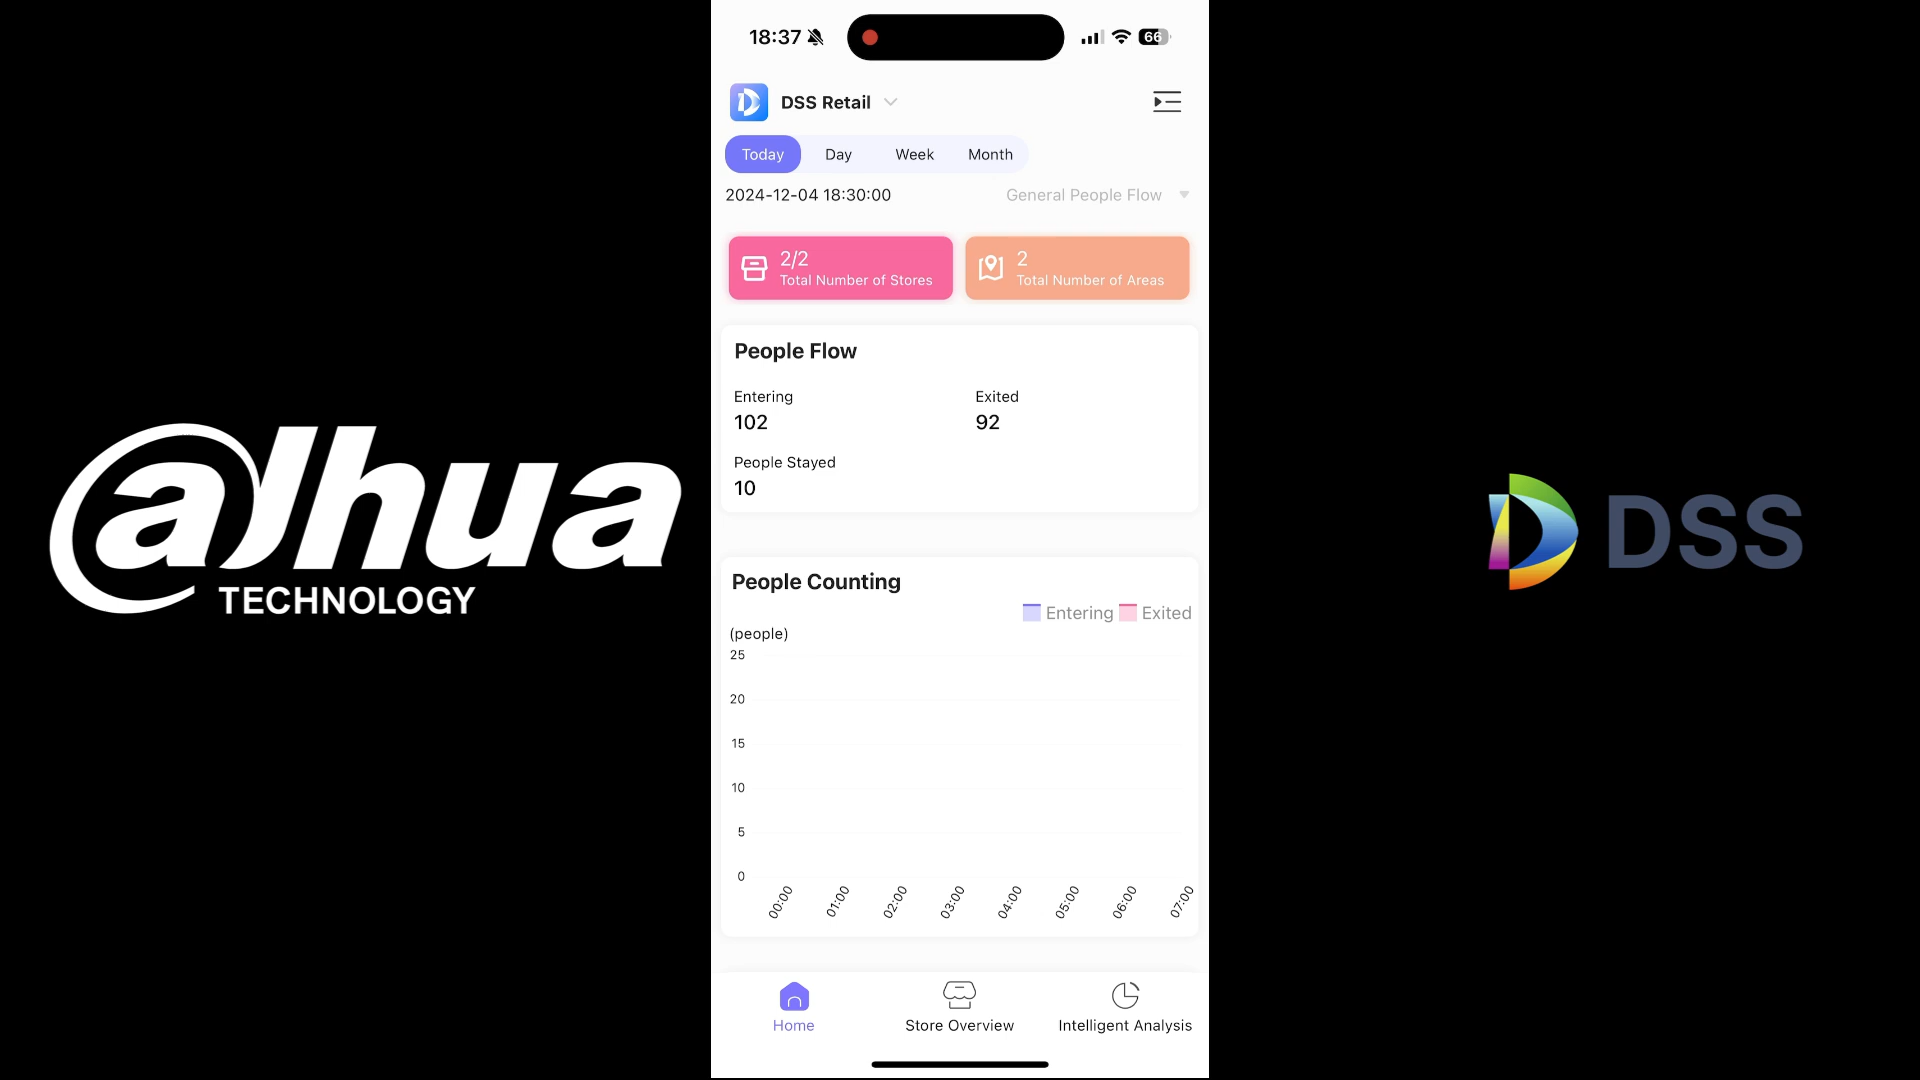 alhua
TECHNOLOGY
18:37
66
DSS Retail
Today Day Week Month
2024-12-04 18:30:00 General People Flow
2/2
Total Number of Stores
2
Total Number of Areas
People Flow
Entering Exited
102 92
People Stayed
10
People Counting
Entering Exited
(people)
25
20
15
10
5
0
00:00 01:00 02:00 03:00 04:00 05:00 06:00 07:00
Home Store Overview Intelligent Analysis
DSS